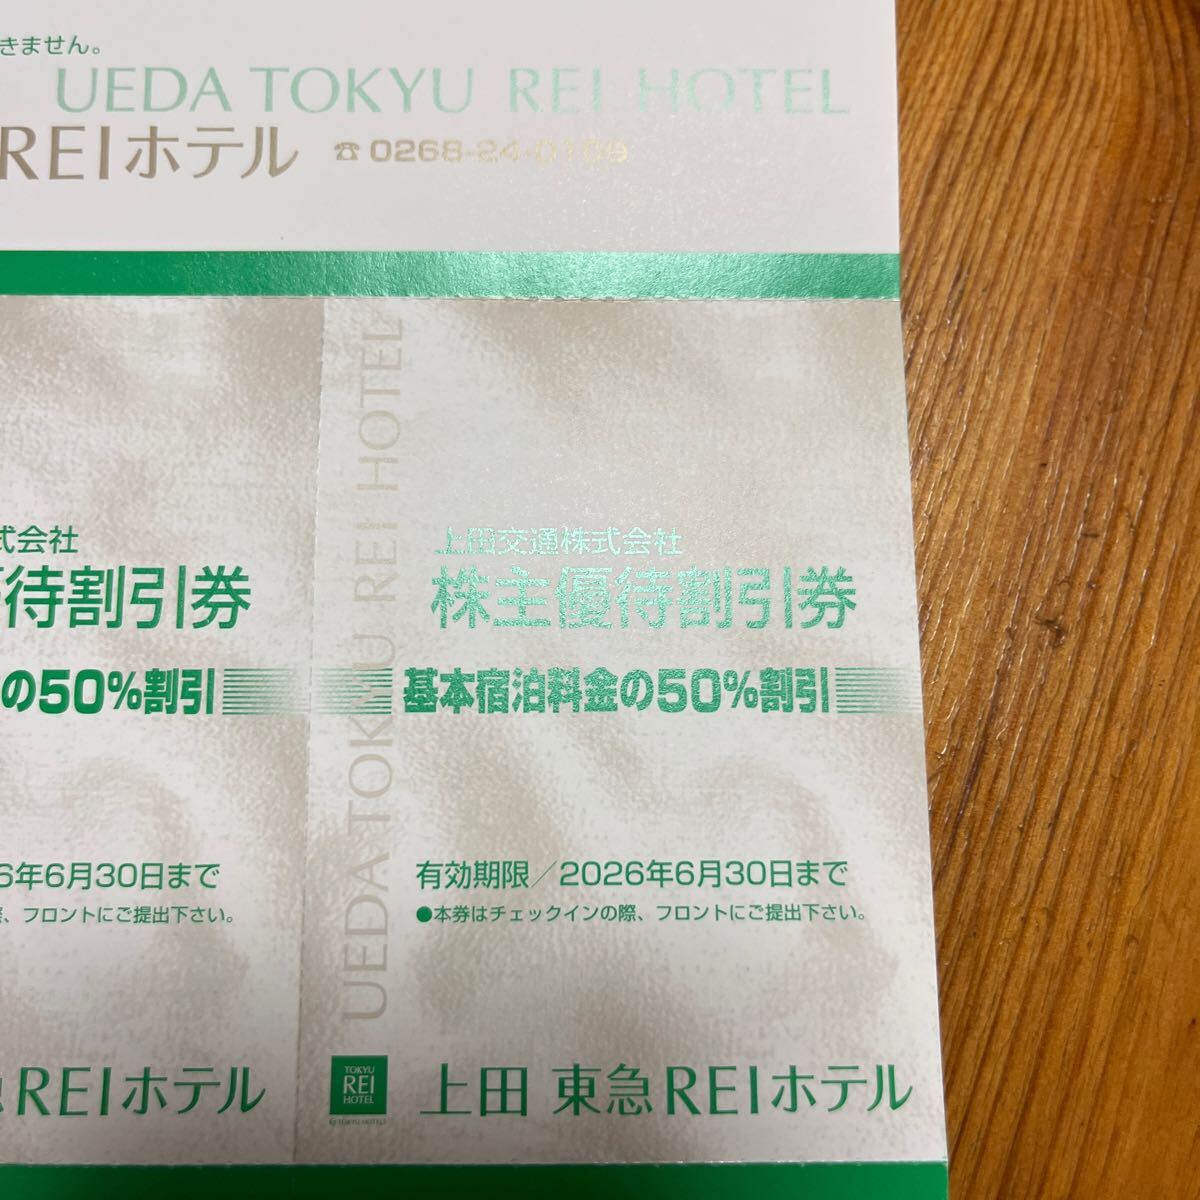 きません。
UEDA TOKYU REI HOTEL
REIホテル ☎0268-24-0109
式会社
待割引券
の50%割引
6年6月30日まで
、フロントにご提出下さい。
急REIホテル
UEDA TOKYU REI HOTEL
上田交通株式会社
株主優待割引券
基本宿泊料金の50%割引
有効期限/2026年6月30日まで
●本券はチェックインの際、フロントにご提出下さい。
TOKYU
REI
HOTEL
by TOKYU HOTELS
上田 東急REIホテル